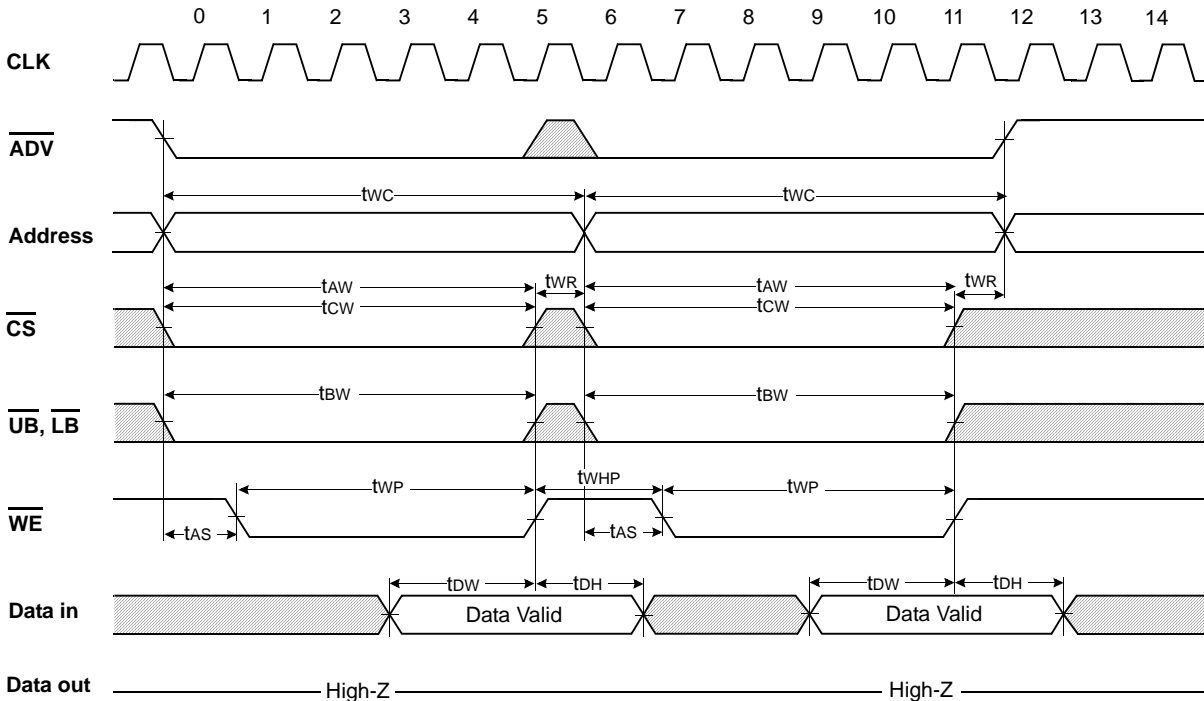 0 1 2 3 4 5 6 7 8 9 10 11 12 13 14
CLK
ADV
tWC tWC
Address
tAW tWR tAW tWR
tCW tCW
CS
tBW tBW
UB, LB
tWP tWHP tWP
WE
tAS tAS
tDW tDH tDW tDH
Data in Data Valid Data Valid
Data out High-Z High-Z